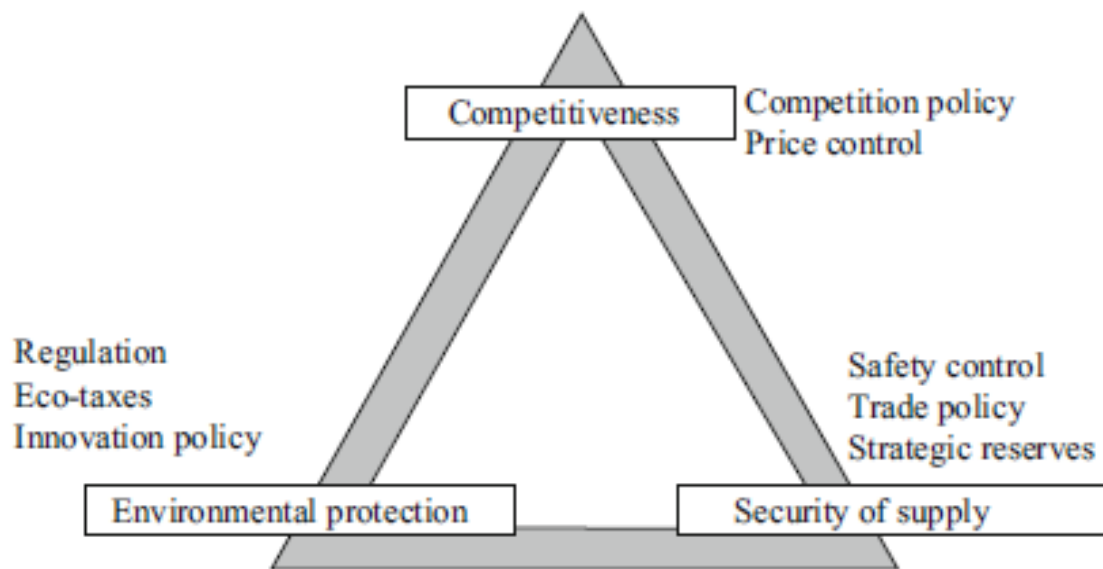 Competitiveness
Competition policy
Price control
Regulation
Eco-taxes
Innovation policy
Safety control
Trade policy
Strategic reserves
Environmental protection
Security of supply